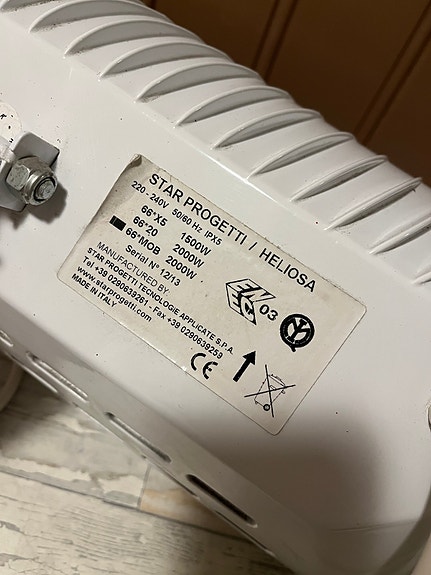 STAR PROGETTI / HELIOSA
220 - 240V 50/60 Hz IPX5
66*X5 1500W
66*20 2000W
66*MOB 2000W
Serial N° 1213
MANUFACTURED BY:
STAR PROGETTI TECNOLOGIE APPLICATE S.P.A.
Tel +39 0290639261 - Fax +39 0290639259
www.starprogetti.com
MADE IN ITALY
03
CE